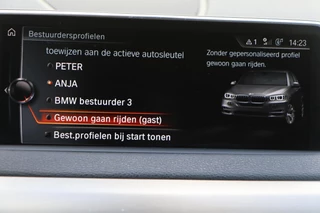 Bestuurdersprofielen
1
14:23
toewijzen aan de actieve autosleutel
PETER
ANJA
BMW bestuurder 3
Gewoon gaan rijden (gast)
Best.profielen bij start tonen
Zonder gepersonaliseerd profiel
gewoon gaan rijden.